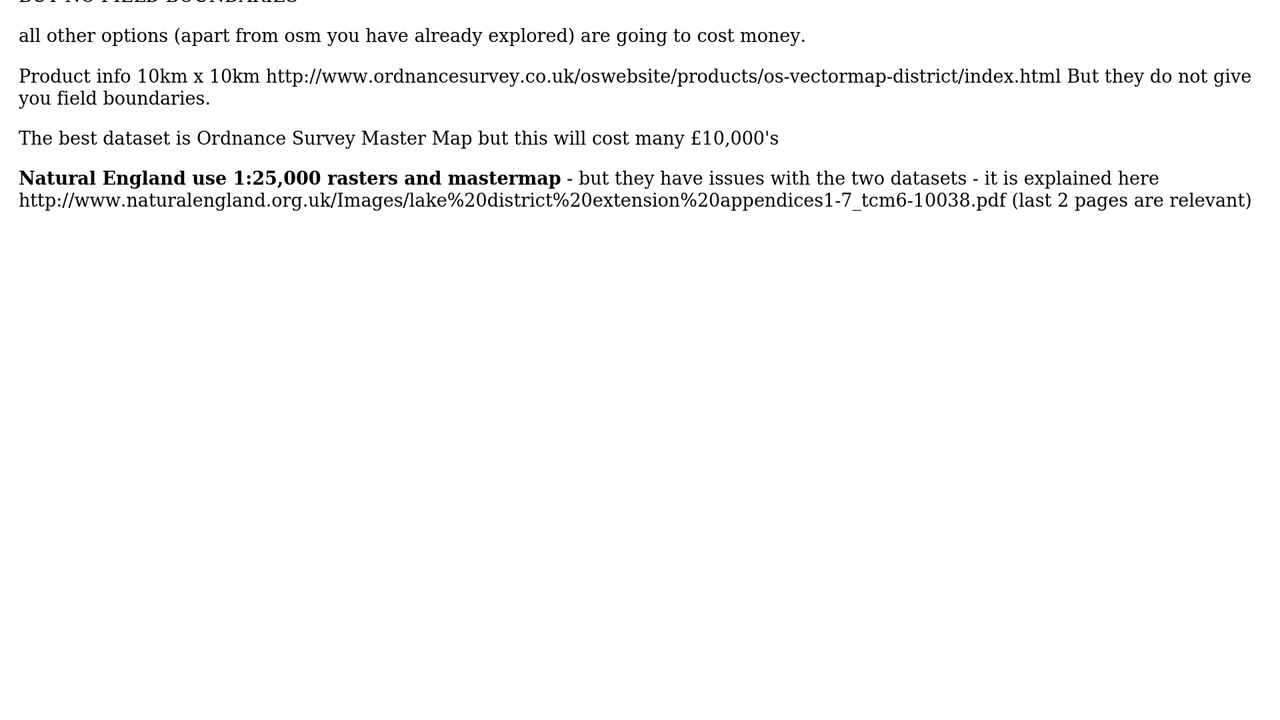 BUT NO FIELD BOUNDARIES
all other options (apart from osm you have already explored) are going to cost money.
Product info 10km x 10km http://www.ordnancesurvey.co.uk/oswebsite/products/os-vectormap-district/index.html But they do not give
you field boundaries.
The best dataset is Ordnance Survey Master Map but this will cost many £10,000's
Natural England use 1:25,000 rasters and mastermap - but they have issues with the two datasets - it is explained here
http://www.naturalengland.org.uk/Images/lake%20district%20extension%20appendices1-7_tcm6-10038.pdf (last 2 pages are relevant)